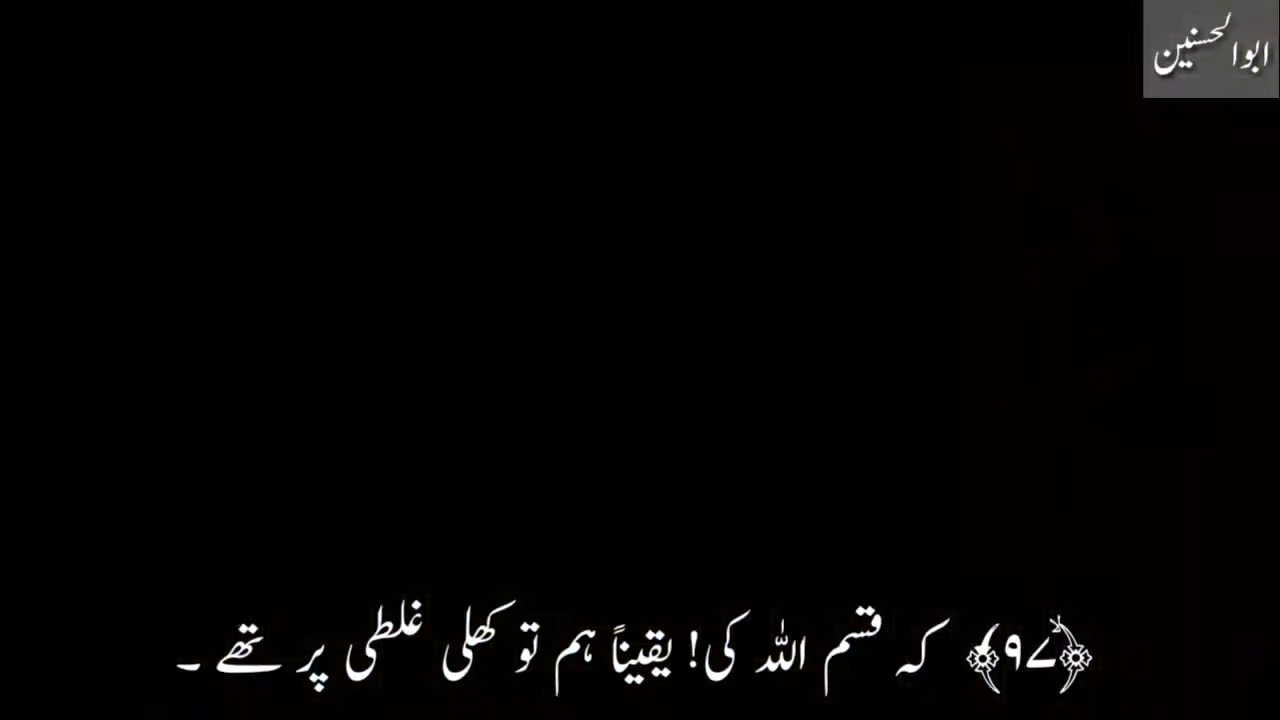 ابوالحسنین
﴿۹۷﴾ کہ قسم اللہ کی! یقیناً ہم تو کھلی غلطی پر تھے ۔